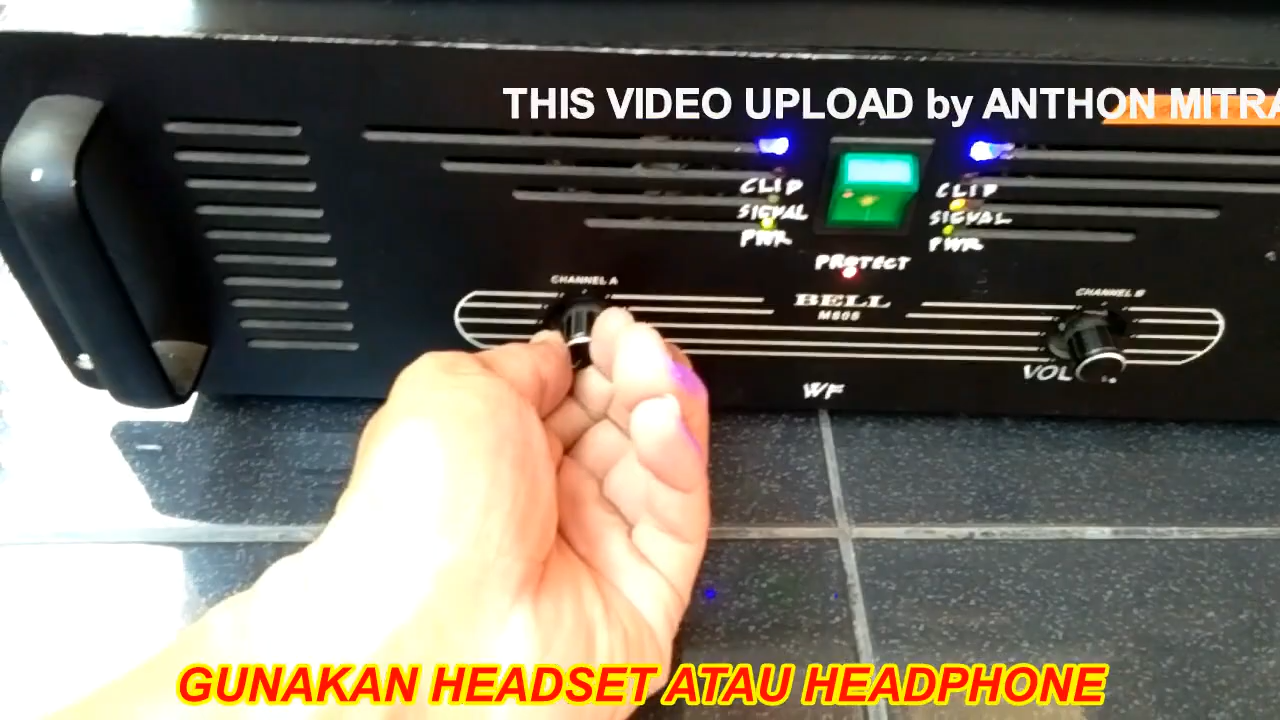 THIS VIDEO UPLOAD by ANTHON MITRA
CLIP
SIGNAL
PWR
CLIP
SIGNAL
PWR
PROTECT
CHANNEL A
BELL
CHANNEL B
VOL
WF
GUNAKAN HEADSET ATAU HEADPHONE